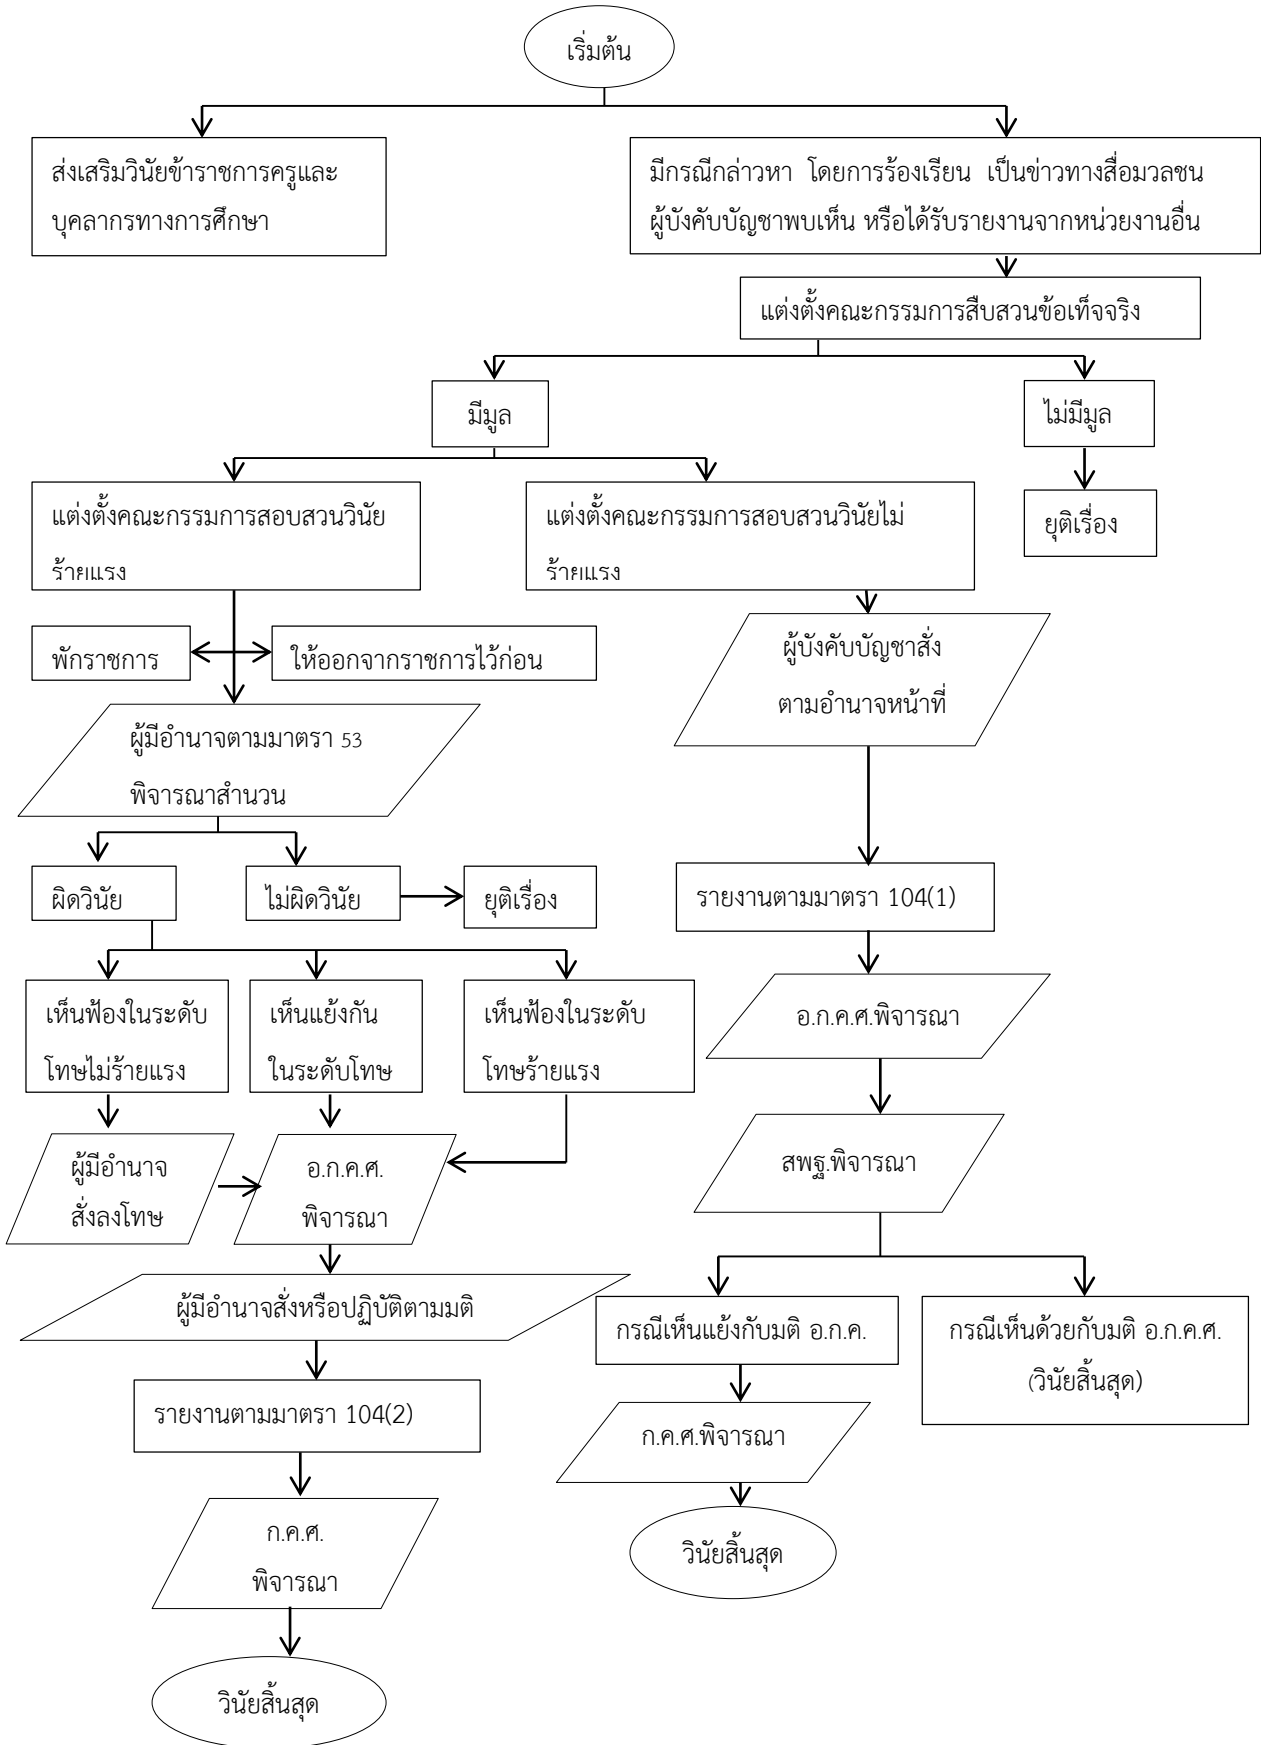 เริ่มต้น
ส่งเสริมวินัยข้าราชการครูและ
บุคลากรทางการศึกษา
มีกรณีกล่าวหา โดยการร้องเรียน เป็นข่าวทางสื่อมวลชน
ผู้บังคับบัญชาพบเห็น หรือได้รับรายงานจากหน่วยงานอื่น
แต่งตั้งคณะกรรมการสืบสวนข้อเท็จจริง
มีมูล
ไม่มีมูล
แต่งตั้งคณะกรรมการสอบสวนวินัย
ร้ายแรง
แต่งตั้งคณะกรรมการสอบสวนวินัยไม่
ร้ายแรง
ยุติเรื่อง
พักราชการ
ให้ออกจากราชการไว้ก่อน
ผู้บังคับบัญชาสั่ง
ตามอำนาจหน้าที่
ผู้มีอำนาจตามมาตรา 53
พิจารณาสำนวน
ผิดวินัย
ไม่ผิดวินัย
ยุติเรื่อง
รายงานตามมาตรา 104(1)
เห็นฟ้องในระดับ
โทษไม่ร้ายแรง
เห็นแย้งกัน
ในระดับโทษ
เห็นฟ้องในระดับ
โทษร้ายแรง
อ.ก.ค.ศ.พิจารณา
ผู้มีอำนาจ
สั่งลงโทษ
อ.ก.ค.ศ.
พิจารณา
สพฐ.พิจารณา
ผู้มีอำนาจสั่งหรือปฏิบัติตามมติ
กรณีเห็นแย้งกับมติ อ.ก.ค.
กรณีเห็นด้วยกับมติ อ.ก.ค.ศ.
(วินัยสิ้นสุด)
รายงานตามมาตรา 104(2)
ก.ค.ศ.พิจารณา
ก.ค.ศ.
พิจารณา
วินัยสิ้นสุด
วินัยสิ้นสุด